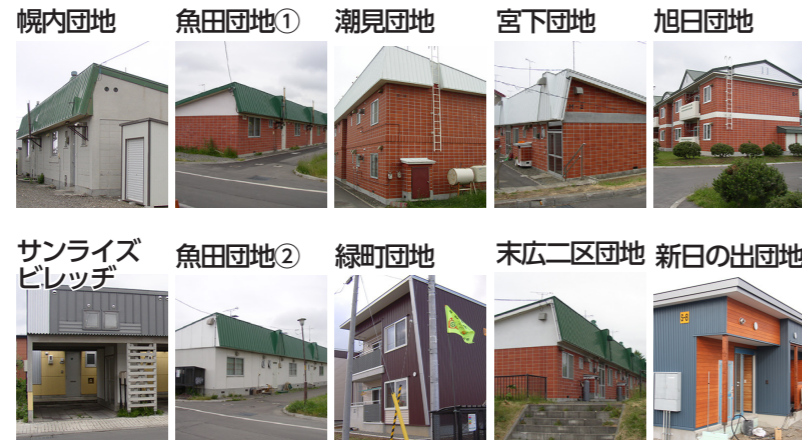 幌内団地
魚田団地①
潮見団地
宮下団地
旭日団地
サンライズ
ビレッヂ
魚田団地②
緑町団地
末広二区団地
新日の出団地